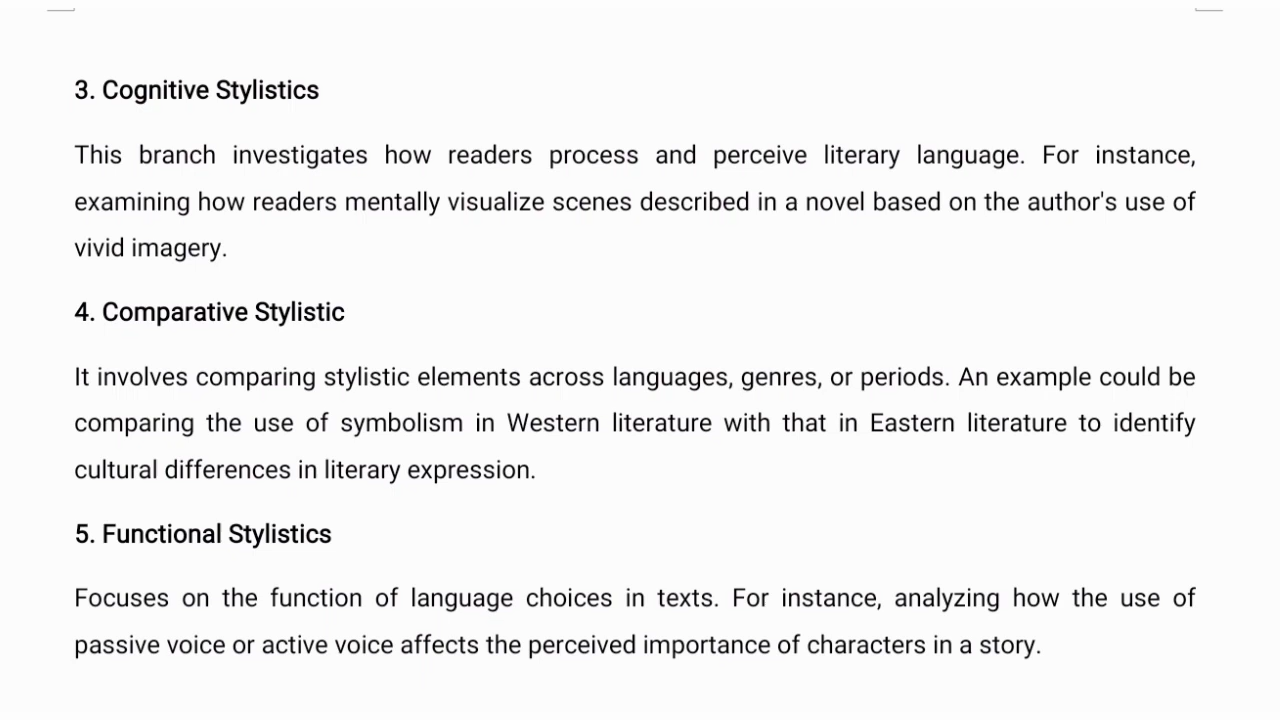 3. Cognitive Stylistics
This branch investigates how readers process and perceive literary language. For instance,
examining how readers mentally visualize scenes described in a novel based on the author's use of
vivid imagery.
4. Comparative Stylistic
It involves comparing stylistic elements across languages, genres, or periods. An example could be
comparing the use of symbolism in Western literature with that in Eastern literature to identify
cultural differences in literary expression.
5. Functional Stylistics
Focuses on the function of language choices in texts. For instance, analyzing how the use of
passive voice or active voice affects the perceived importance of characters in a story.